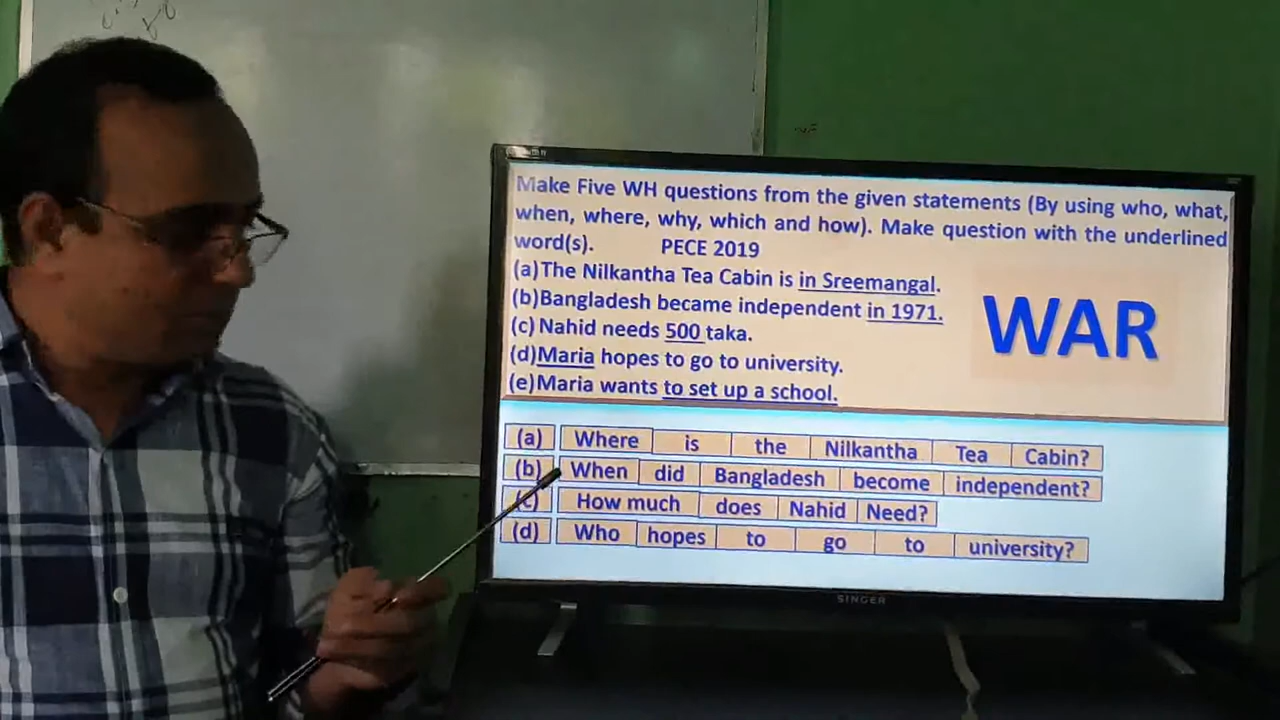 Make Five WH questions from the given statements (By using who, what,
when, where, why, which and how). Make question with the underlined
word(s). PECE 2019
(a)The Nilkantha Tea Cabin is in Sreemangal.
(b)Bangladesh became independent in 1971.
(c) Nahid needs 500 taka.
(d)Maria hopes to go to university.
(e)Maria wants to set up a school.
WAR
(a) Where is the Nilkantha Tea Cabin?
(b) When did Bangladesh become independent?
(c) How much does Nahid Need?
(d) Who hopes to go to university?
SINGER